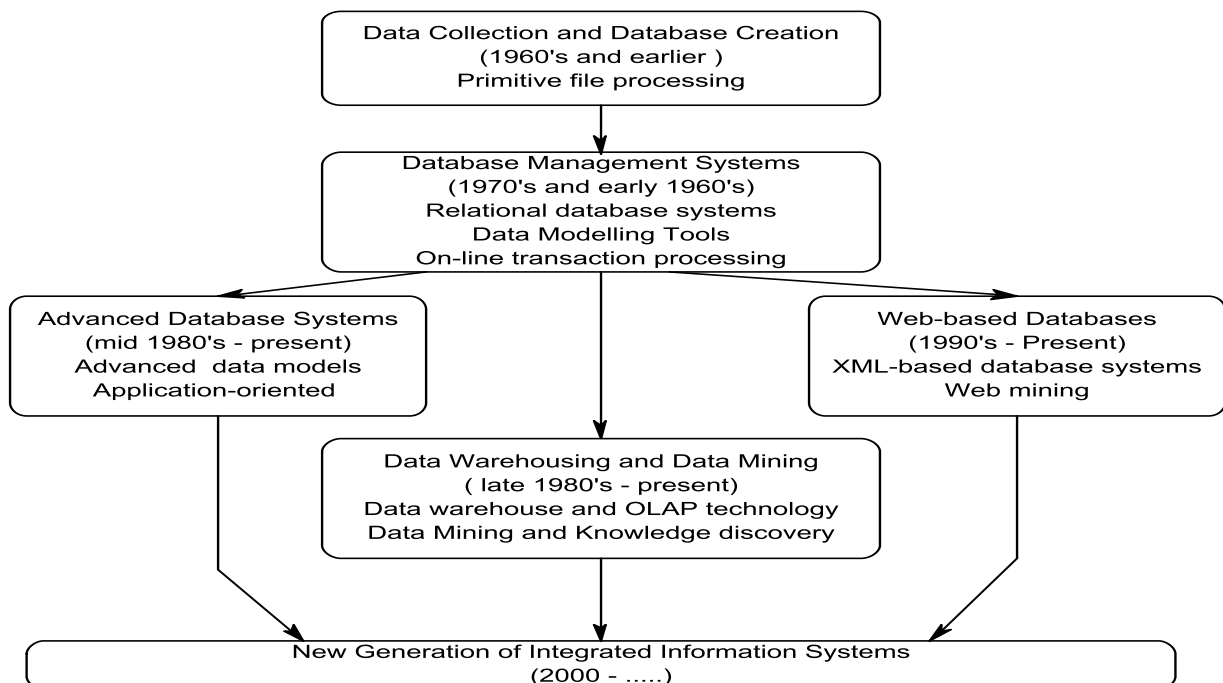 Data Collection and Database Creation
(1960's and earlier )
Primitive file processing
Database Management Systems
(1970's and early 1960's)
Relational database systems
Data Modelling Tools
On-line transaction processing
Advanced Database Systems
(mid 1980's - present)
Advanced data models
Application-oriented
Web-based Databases
(1990's - Present)
XML-based database systems
Web mining
Data Warehousing and Data Mining
( late 1980's - present)
Data warehouse and OLAP technology
Data Mining and Knowledge discovery
New Generation of Integrated Information Systems
(2000 - .....)